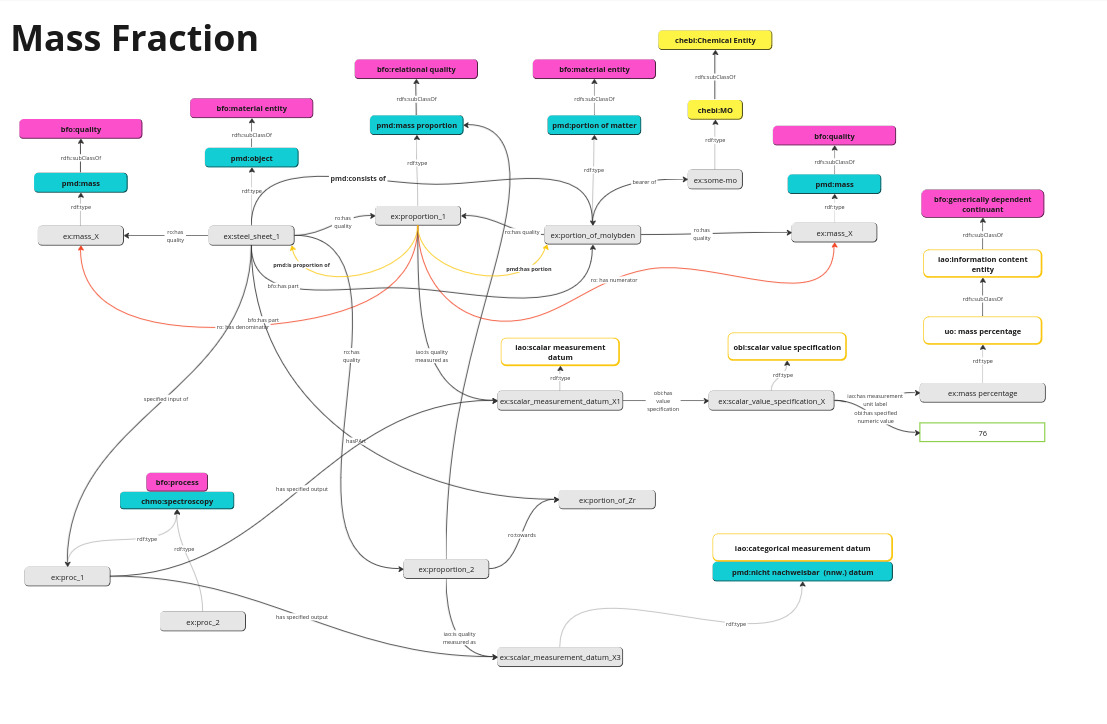 Mass Fraction
chebi:Chemical Entity
bfo:relational quality
bfo:material entity
rdfs:subClassOf
rdfs:subClassOf
rdfs:subClassOf
bfo:material entity
chebi:MO
bfo:quality
pmd:mass proportion
pmd:portion of matter
bfo:quality
rdfs:subClassOf
rdf:type
rdfs:subClassOf
pmd:object
rdfs:subClassOf
rdf:type
rdf:type
pmd:consists of
bearer of
ex:some-mo
pmd:mass
rdf:type
pmd:mass
rdf:type
rdf:type
bfo:generically dependent
continuant
ex:mass_X
ro:has
quality
ex:steel_sheet_1
ro:has
quality
ex:proportion_1
ro:has quality
ex:portion_of_molybden
ro:has
quality
ex:mass_X
rdfs:subClassOf
pmd:is proportion of
pmd:has portion
iao:information content
entity
bfo:has part
ro: has numerator
rdfs:subClassOf
bfo:has part
ro: has denominator
uo: mass percentage
iao:scalar measurement
datum
obi:scalar value specification
ro:has
quality
iao:is quality
measured as
rdf:type
rdf:type
rdf:type
specified input of
ex:scalar_measurement_datum_X1
obi:has
value
specification
ex:scalar_value_specification_X
iao:has measurement
unit label
obi:has specified
numeric value
ex:mass percentage
76
hasPArt
bfo:process
chmo:spectroscopy
has specified output
ex:portion_of_Zr
rdf:type
rdf:type
ro:towards
iao:categorical measurement datum
pmd:nicht nachweisbar (nnw.) datum
ex:proc_1
ex:proportion_2
ex:proc_2
has specified output
rdf:type
iao:is quality
measured as
ex:scalar_measurement_datum_X3